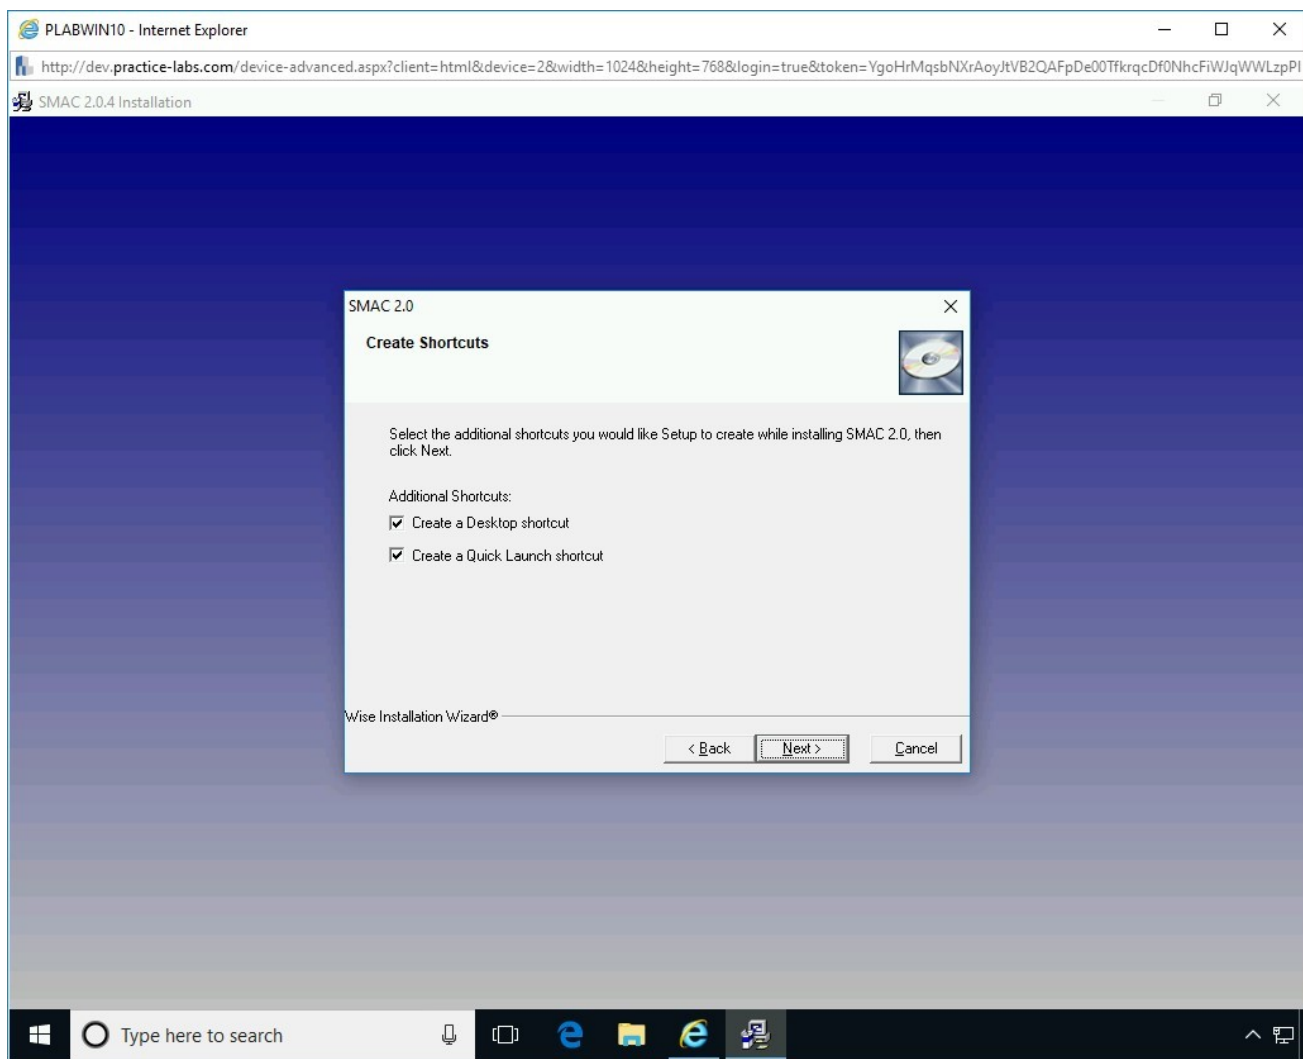 PLABWIN10 - Internet Explorer
http://dev.practice-labs.com/device-advanced.aspx?client=html&device=2&width=1024&height=768&login=true&token=YgoHrMqsbNXrAoyJtVB2QAFpDe00TfkrqcDf0NhcFiWJqWWLzpPl
SMAC 2.0.4 Installation
SMAC 2.0
Create Shortcuts
Select the additional shortcuts you would like Setup to create while installing SMAC 2.0, then
click Next.
Additional Shortcuts:
Create a Desktop shortcut
Create a Quick Launch shortcut
Wise Installation Wizard®
< Back
Next >
Cancel
Type here to search